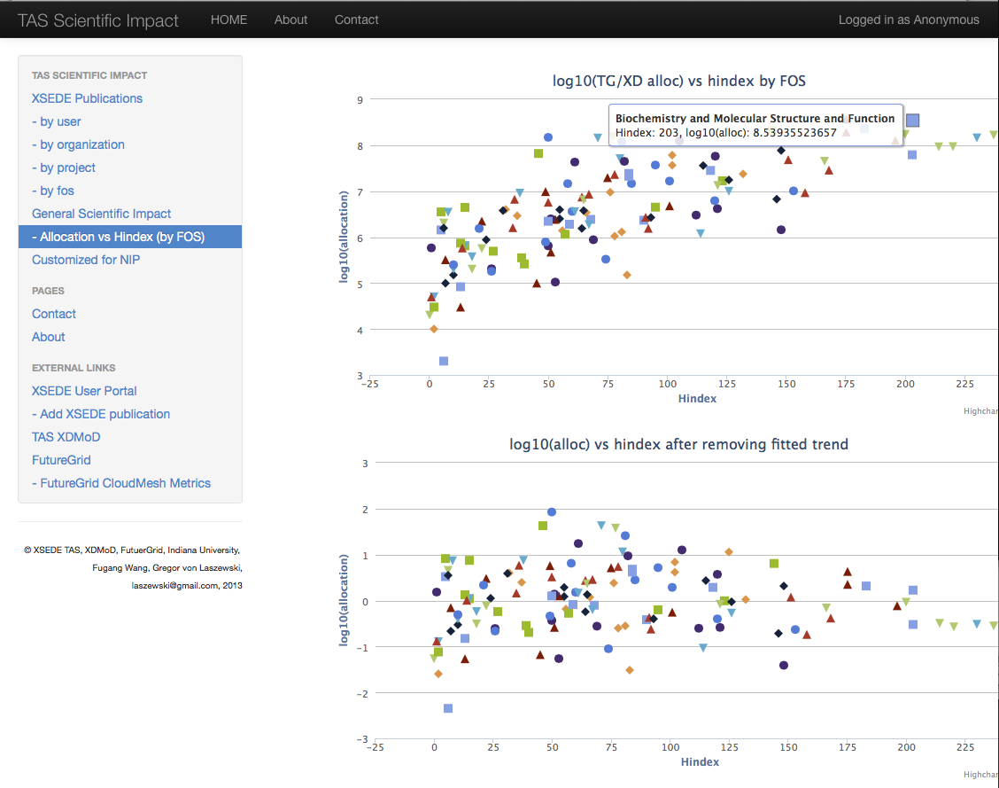 TAS Scientific Impact HOME About Contact Logged in as Anonymous
TAS SCIENTIFIC IMPACT
XSEDE Publications
- by user
- by organization
- by project
- by fos
General Scientific Impact
- Allocation vs Hindex (by FOS)
Customized for NIP
PAGES
Contact
About
EXTERNAL LINKS
XSEDE User Portal
- Add XSEDE publication
TAS XDMoD
FutureGrid
- FutureGrid CloudMesh Metrics
© XSEDE TAS, XDMoD, FutuerGrid, Indiana University,
Fugang Wang, Gregor von Laszewski,
laszewski@gmail.com, 2013
log10(TG/XD alloc) vs hindex by FOS
Biochemistry and Molecular Structure and Function
Hindex: 203, log10(alloc): 8.53935523657
log10(allocation)
9
8
7
6
5
4
3
-25 0 25 50 75 100 125 150 175 200 225
Hindex
Highchar
log10(alloc) vs hindex after removing fitted trend
log10(allocation)
3
2
1
0
-1
-2
-3
-25 0 25 50 75 100 125 150 175 200 225
Hindex
Highchar